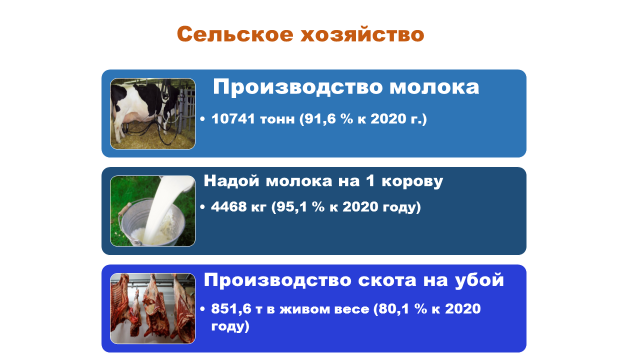 Сельское хозяйство
Производство молока
• 10741 тонн (91,6 % к 2020 г.)
Надой молока на 1 корову
• 4468 кг (95,1 % к 2020 году)
Производство скота на убой
• 851,6 т в живом весе (80,1 % к 2020
году)